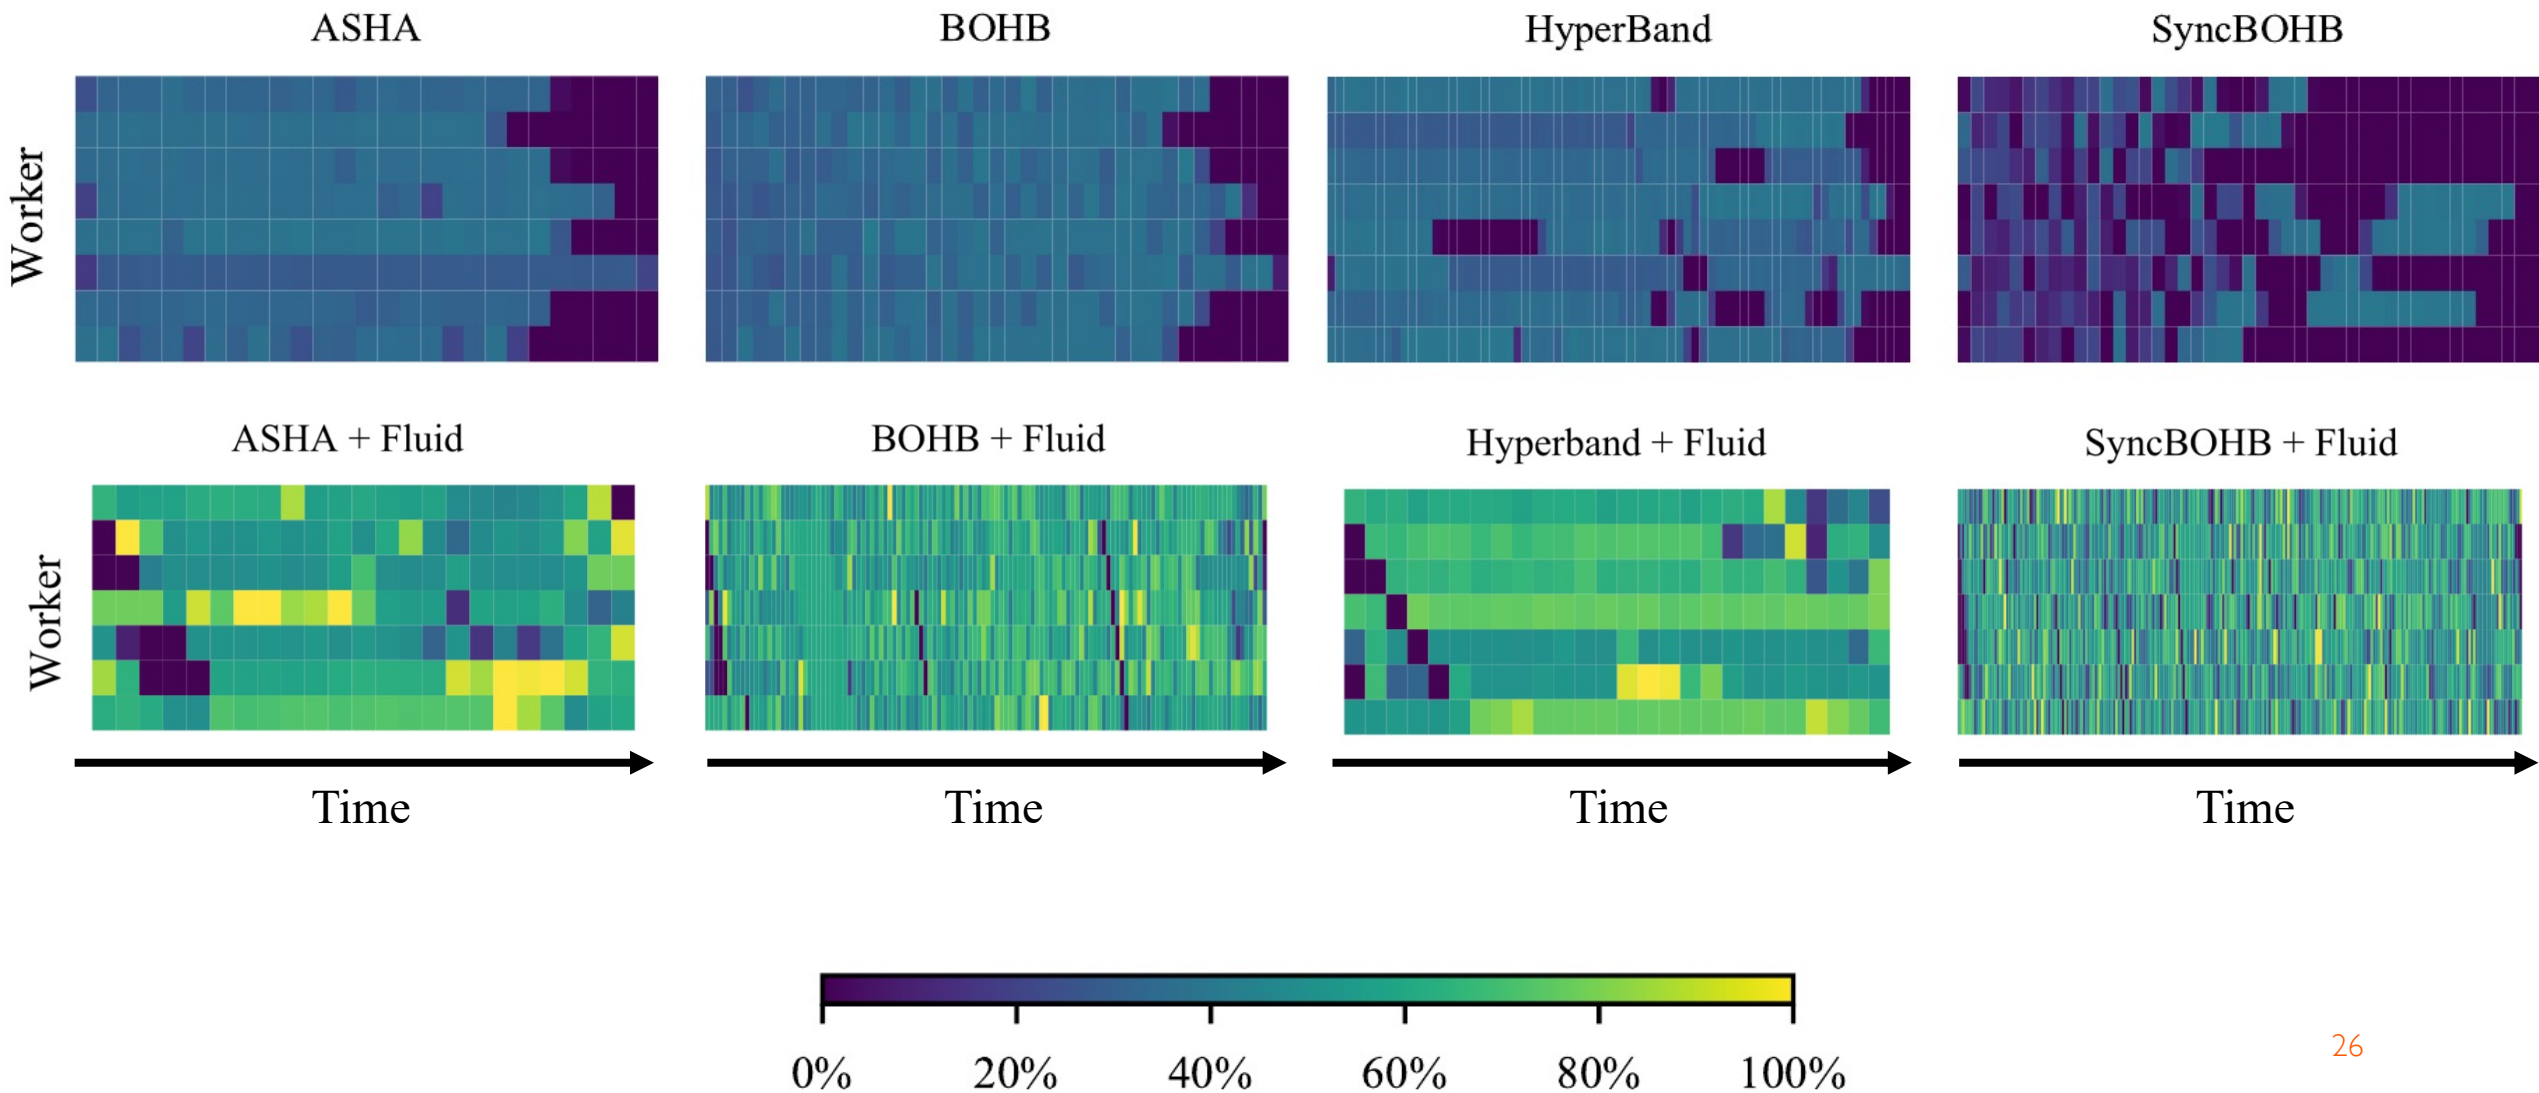 ASHA
BOHB
HyperBand
SyncBOHB
Worker
ASHA + Fluid
BOHB + Fluid
Hyperband + Fluid
SyncBOHB + Fluid
Worker
Time
Time
Time
Time
0%
20%
40%
60%
80%
100%
26